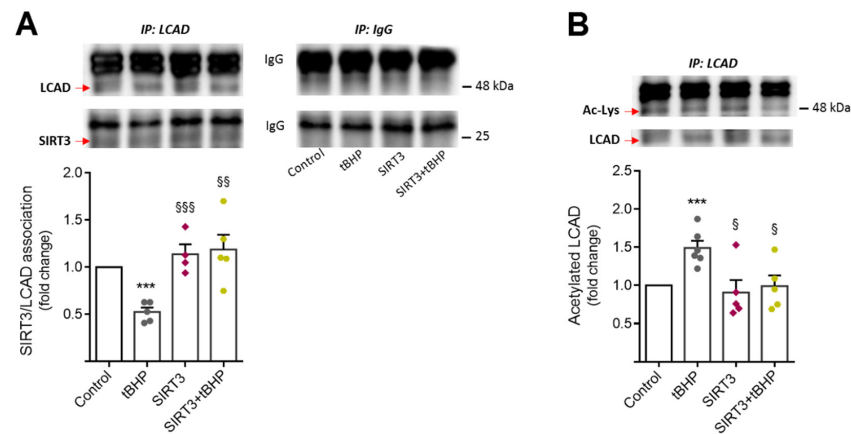 A
IP: LCAD
IP: IgG
LCAD
IgG
48 kDa
SIRT3
IgG
25
Control
tBHP
SIRT3
SIRT3+tBHP
SIRT3/LCAD association
(fold change)
2.0
1.5
1.0
0.5
***
§§§
§§
Control
tBHP
SIRT3
SIRT3+tBHP
B
IP: LCAD
Ac-Lys
48 kDa
LCAD
Acetylated LCAD
(fold change)
2.5
2.0
1.5
1.0
0.5
***
§
§
Control
tBHP
SIRT3
SIRT3+tBHP